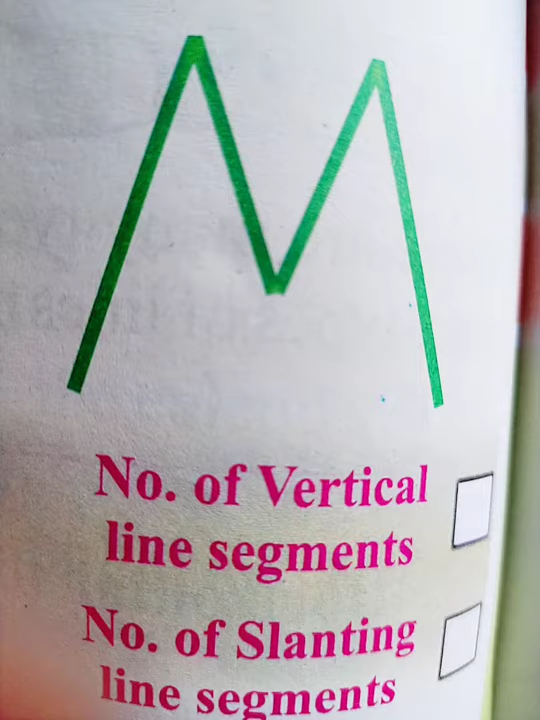 No. of Vertical
line segments
No. of Slanting
line segments